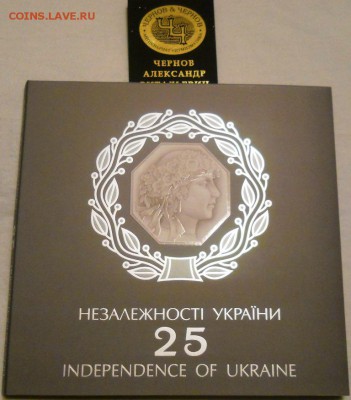 COINS.LAVE.RU
ЧЕРНОВ & ЧЕРНОВ
ЧЕРНОВ
АЛЕКСАНДР
НЕЗАЛЕЖНОСТІ УКРАЇНИ
25
INDEPENDENCE OF UKRAINE